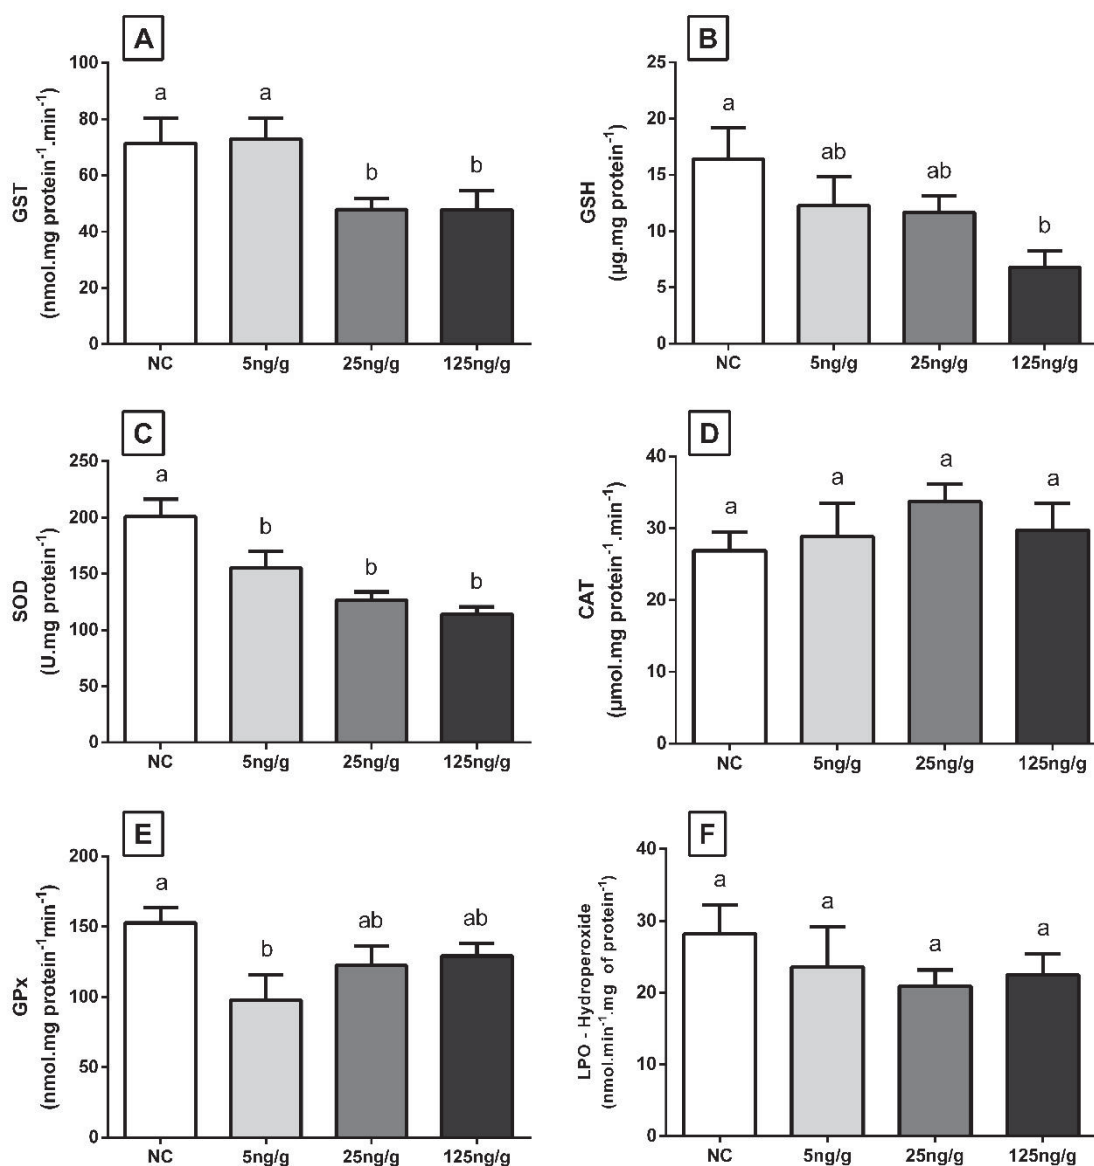 A
GST
(nmol.mg protein⁻¹.min⁻¹)
100
80
60
40
20
0
a
a
b
b
NC
5ng/g
25ng/g
125ng/g
B
GSH
(µg.mg protein⁻¹)
25
20
15
10
5
0
a
ab
ab
b
NC
5ng/g
25ng/g
125ng/g
C
SOD
(U.mg protein⁻¹)
250
200
150
100
50
0
a
b
b
b
NC
5ng/g
25ng/g
125ng/g
D
CAT
(µmol.mg protein⁻¹.min⁻¹)
40
30
20
10
0
a
a
a
a
NC
5ng/g
25ng/g
125ng/g
E
GPx
(nmol.mg protein⁻¹min⁻¹)
200
150
100
50
0
a
b
ab
ab
NC
5ng/g
25ng/g
125ng/g
F
LPO - Hydroperoxide
(nmol.min⁻¹.mg of protein⁻¹)
40
30
20
10
0
a
a
a
a
NC
5ng/g
25ng/g
125ng/g